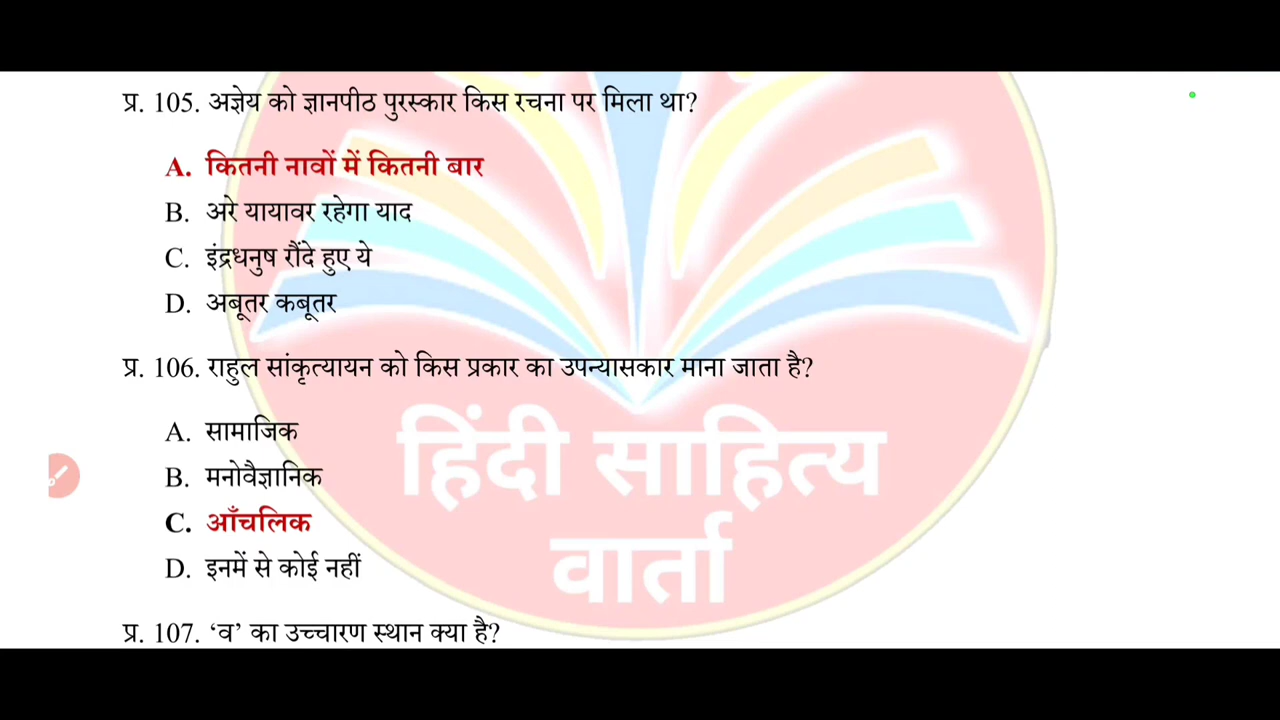 प्र. 105. अज्ञेय को ज्ञानपीठ पुरस्कार किस रचना पर मिला था?
A. कितनी नावों में कितनी बार
B. अरे यायावर रहेगा याद
C. इंद्रधनुष रौंदे हुए ये
D. अबूतर कबूतर
प्र. 106. राहुल सांकृत्यायन को किस प्रकार का उपन्यासकार माना जाता है?
A. सामाजिक
B. मनोवैज्ञानिक
C. आँचलिक
D. इनमें से कोई नहीं
हिंदी साहित्य
वार्ता
प्र. 107. ‘व’ का उच्चारण स्थान क्या है?